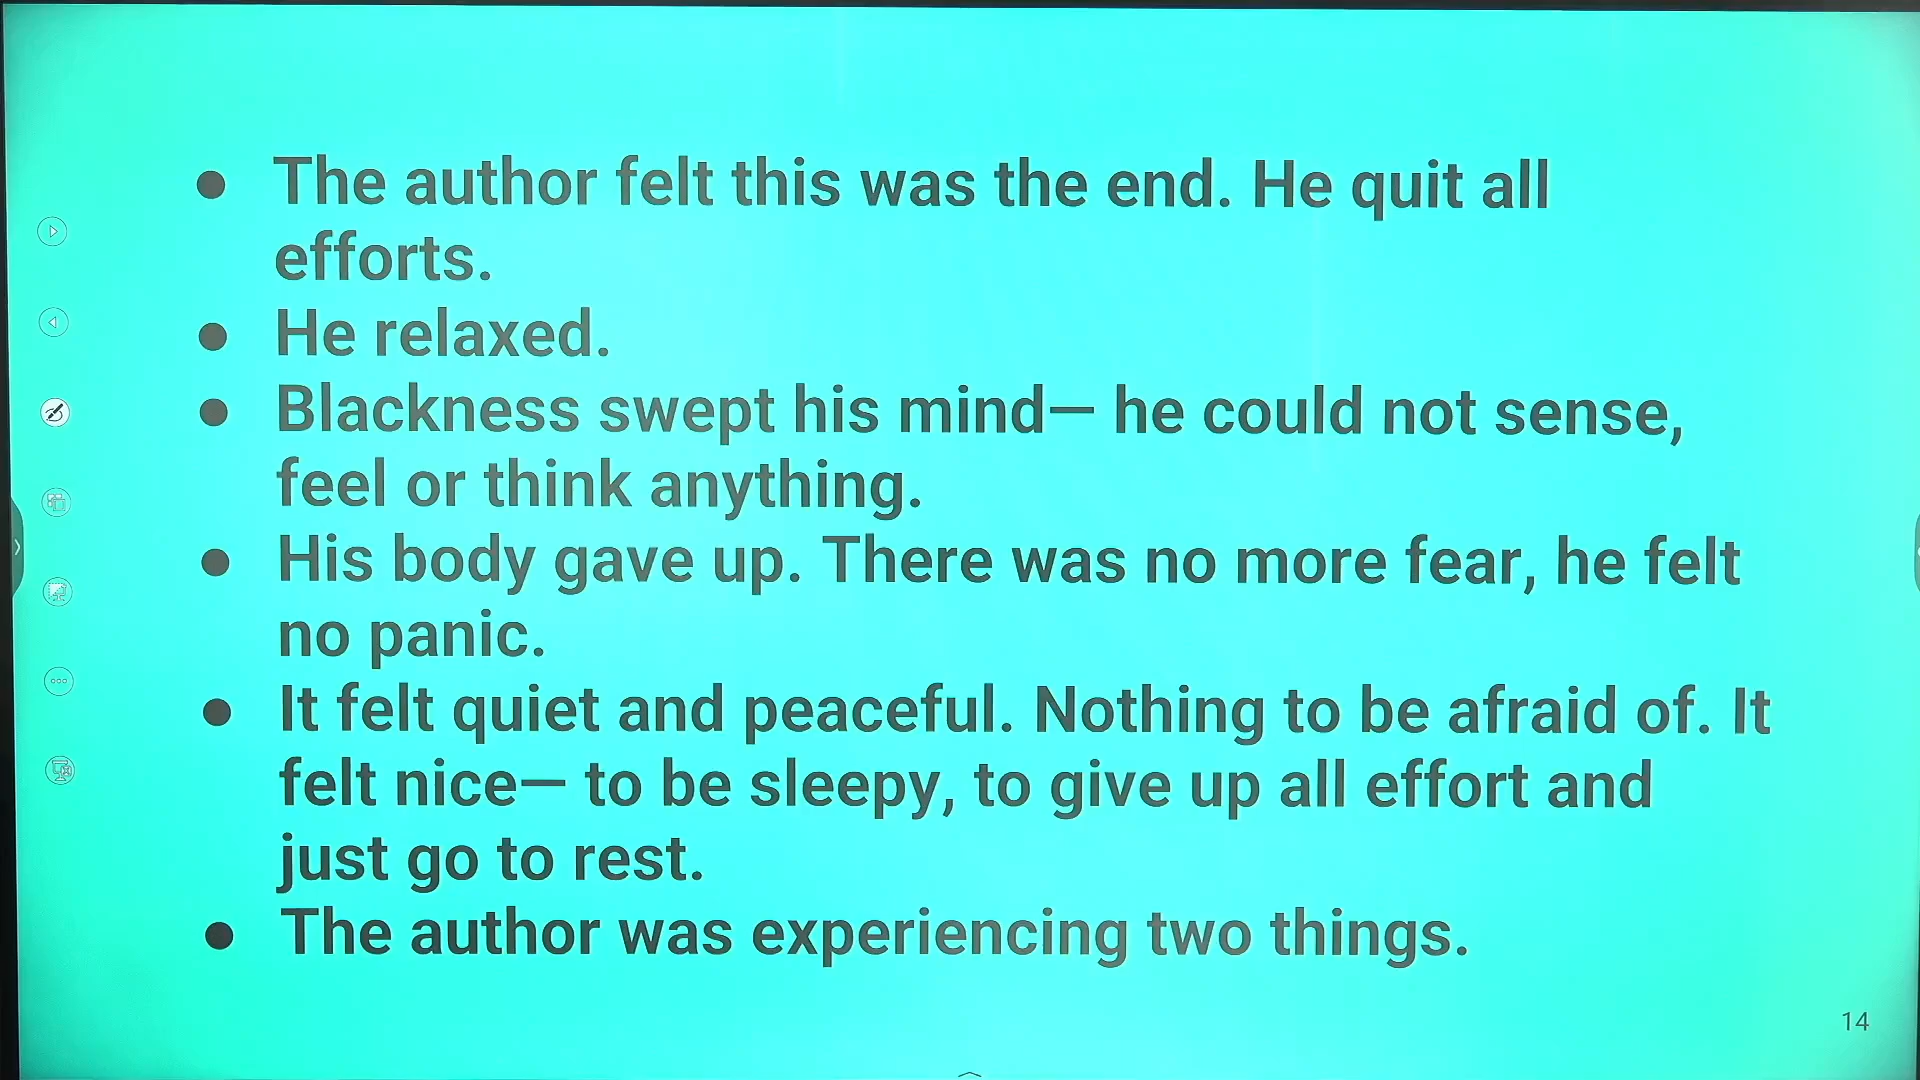 ● The author felt this was the end. He quit all
efforts.
● He relaxed.
● Blackness swept his mind— he could not sense,
feel or think anything.
● His body gave up. There was no more fear, he felt
no panic.
● It felt quiet and peaceful. Nothing to be afraid of. It
felt nice— to be sleepy, to give up all effort and
just go to rest.
● The author was experiencing two things.
14